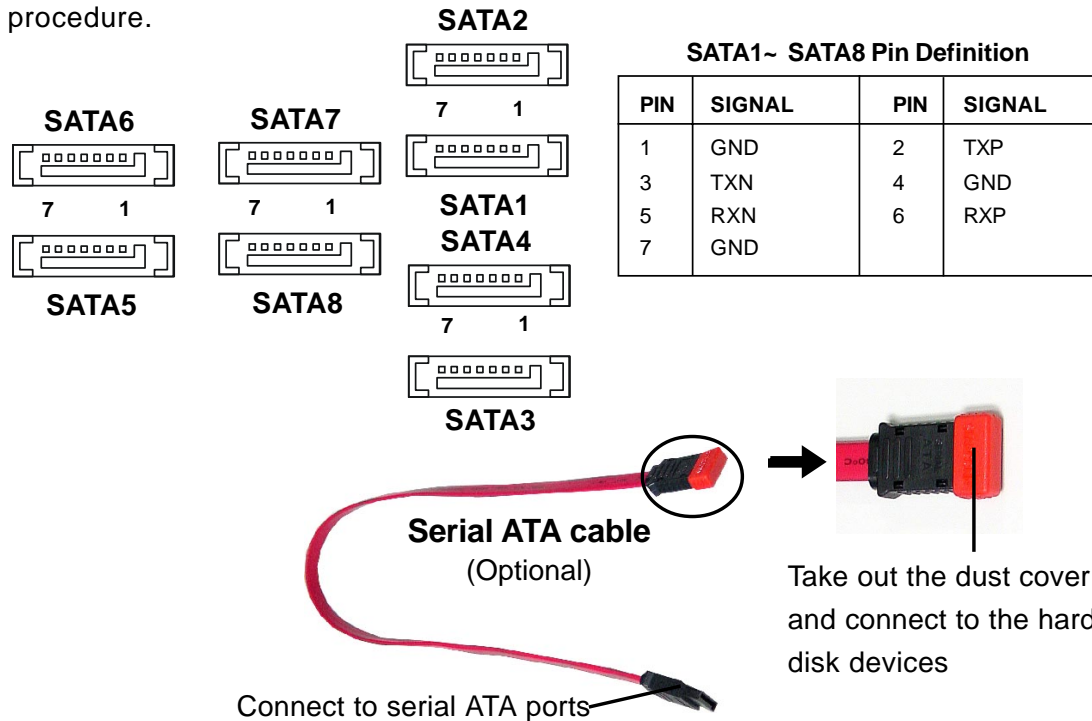 procedure.
SATA2
7 1
SATA6
7 1
SATA5
SATA7
7 1
SATA8
SATA1
SATA4
7 1
SATA3
SATA1~ SATA8 Pin Definition
PIN SIGNAL PIN SIGNAL
1 GND 2 TXP
3 TXN 4 GND
5 RXN 6 RXP
7 GND
Serial ATA cable
(Optional)
Take out the dust cover
and connect to the hard
disk devices
Connect to serial ATA ports